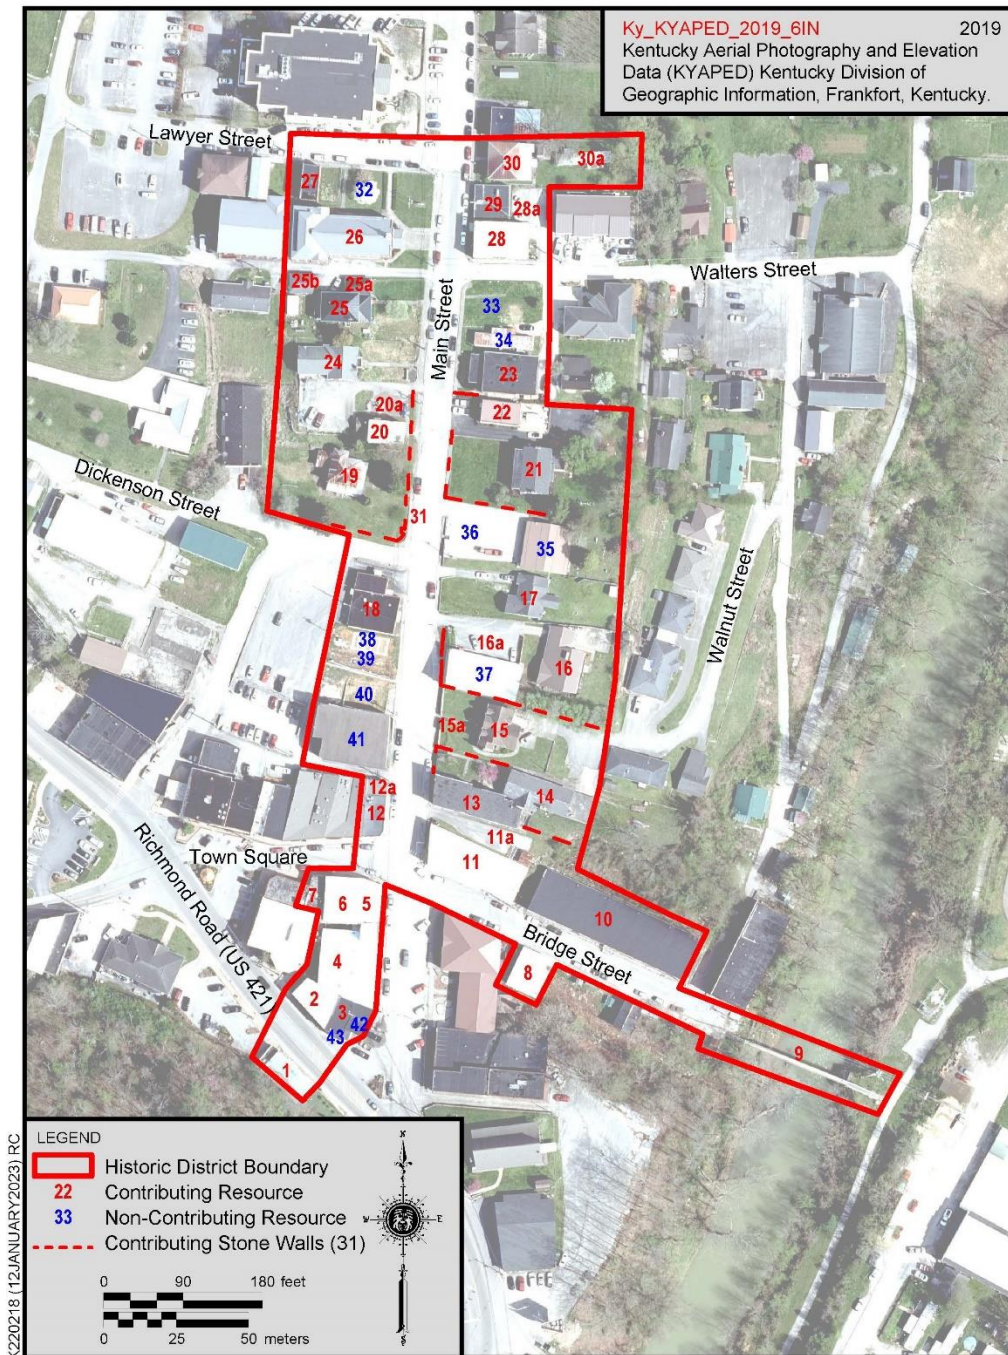 Ky_KYAPED_2019_6IN 2019
Kentucky Aerial Photography and Elevation
Data (KYAPED) Kentucky Division of
Geographic Information, Frankfort, Kentucky.
Lawyer Street
30
30a
27
32
29
28a
26
28
Walters Street
25b
25a
25
33
Main Street
34
24
23
20a
22
20
21
19
Dickenson Street
31
36
35
18
17
38
16a
39
37
16
Walnut Street
40
15a
15
41
12a
13
14
12
11a
Town Square
11
Richmond Road (US 421)
7
6
5
10
Bridge Street
4
8
2
3
42
43
9
1
LEGEND
Historic District Boundary
22 Contributing Resource
33 Non-Contributing Resource
Contributing Stone Walls (31)
N
W
E
S
0 90 180 feet
0 25 50 meters
K220218 (12JANUARY2023) RC